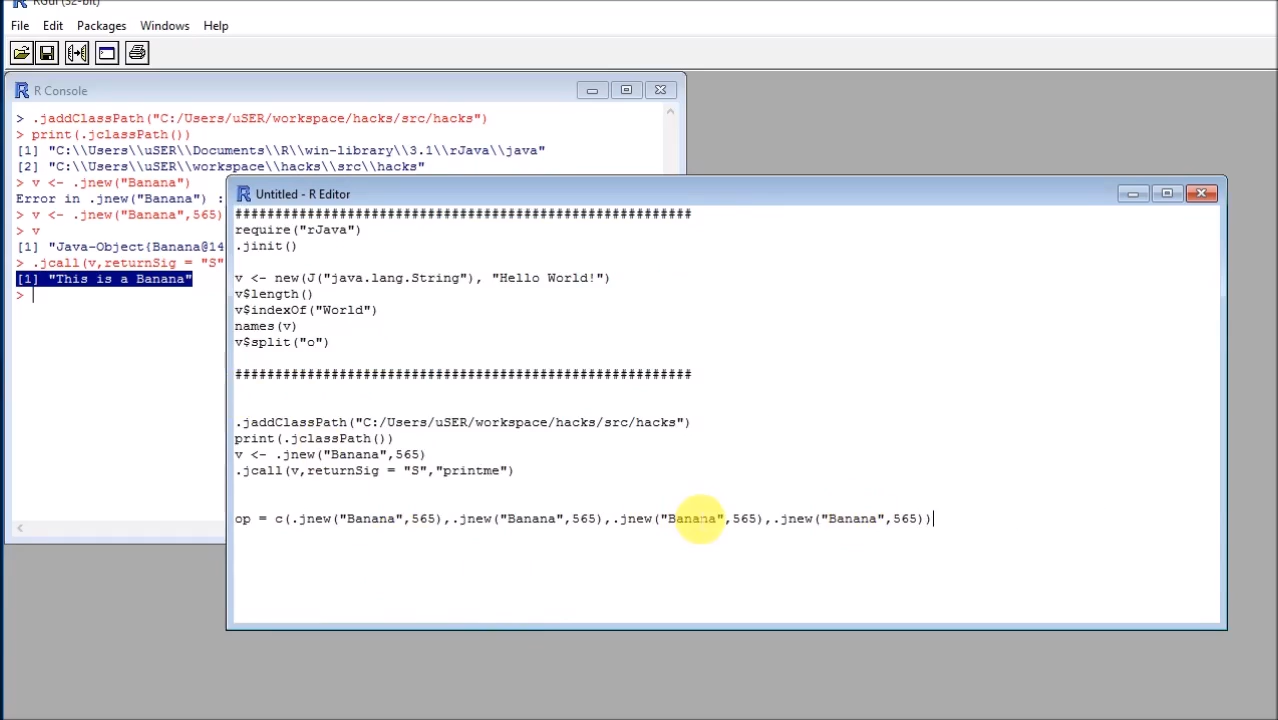 RGui (32-bit)
File Edit Packages Windows Help
R Console
> .jaddClassPath("C:/Users/uSER/workspace/hacks/src/hacks")
> print(.jclassPath())
[1] "C:\\Users\\uSER\\Documents\\R\\win-library\\3.1\\rJava\\java"
[2] "C:\\Users\\uSER\\workspace\\hacks\\src\\hacks"
> v <- .jnew("Banana")
Error in .jnew("Banana") :
> v <- .jnew("Banana",565)
> v
[1] "Java-Object{Banana@14
> .jcall(v,returnSig = "S"
[1] "This is a Banana"
>
Untitled - R Editor
#########################################################
require("rJava")
.jinit()
v <- new(J("java.lang.String"), "Hello World!")
v$length()
v$indexOf("World")
names(v)
v$split("o")
#########################################################
.jaddClassPath("C:/Users/uSER/workspace/hacks/src/hacks")
print(.jclassPath())
v <- .jnew("Banana",565)
.jcall(v,returnSig = "S","printme")
op = c(.jnew("Banana",565),.jnew("Banana",565),.jnew("Banana",565),.jnew("Banana",565))